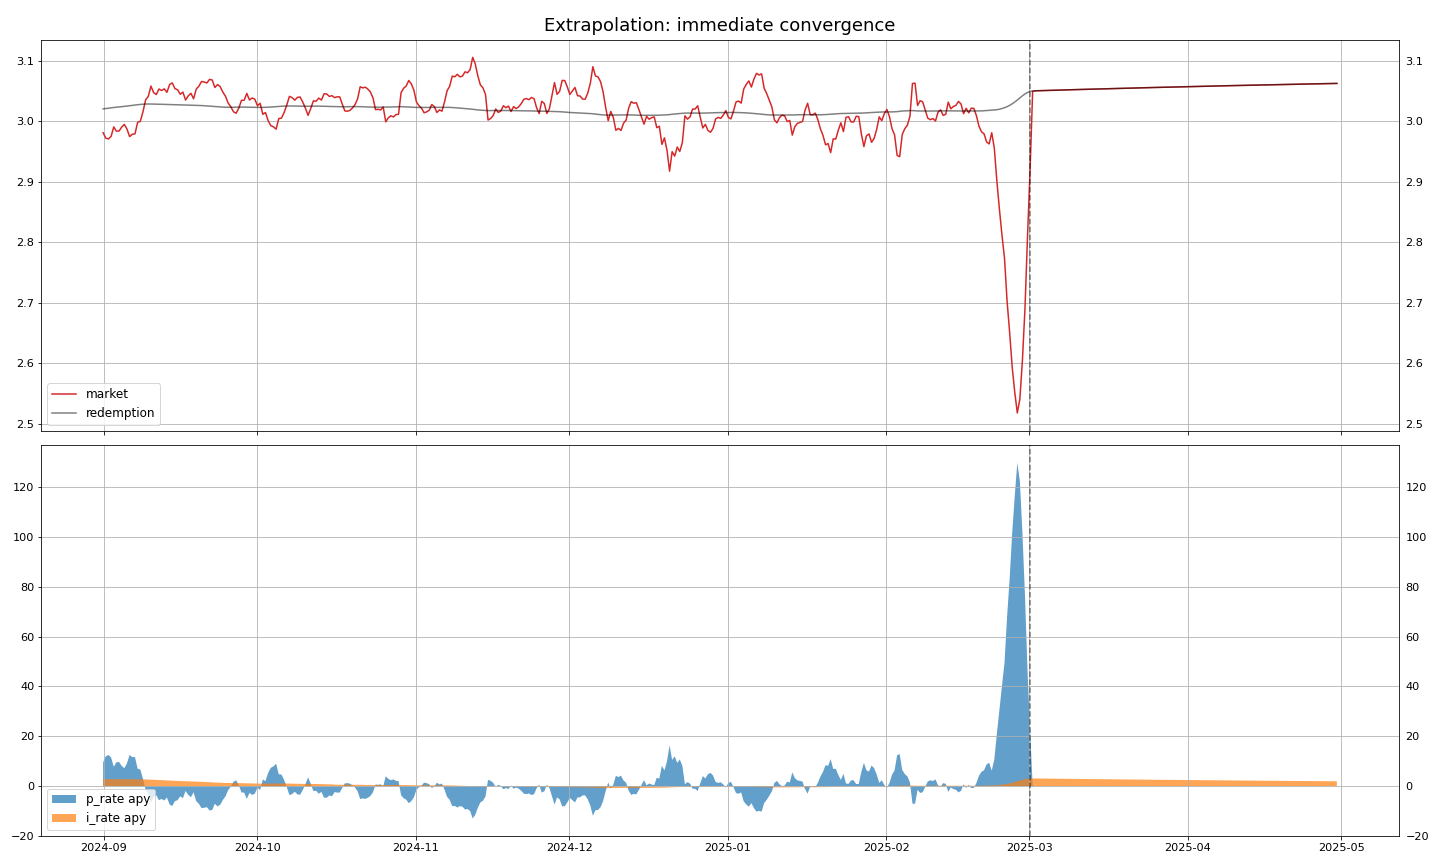 Extrapolation: immediate convergence
3.1 3.1
3.0 3.0
2.9 2.9
2.8 2.8
2.7 2.7
2.6 2.6
market
redemption
2.5 2.5
120 120
100 100
80 80
60 60
40 40
20 20
0 0
p_rate apy
i_rate apy
−20 −20
2024-09 2024-10 2024-11 2024-12 2025-01 2025-02 2025-03 2025-04 2025-05